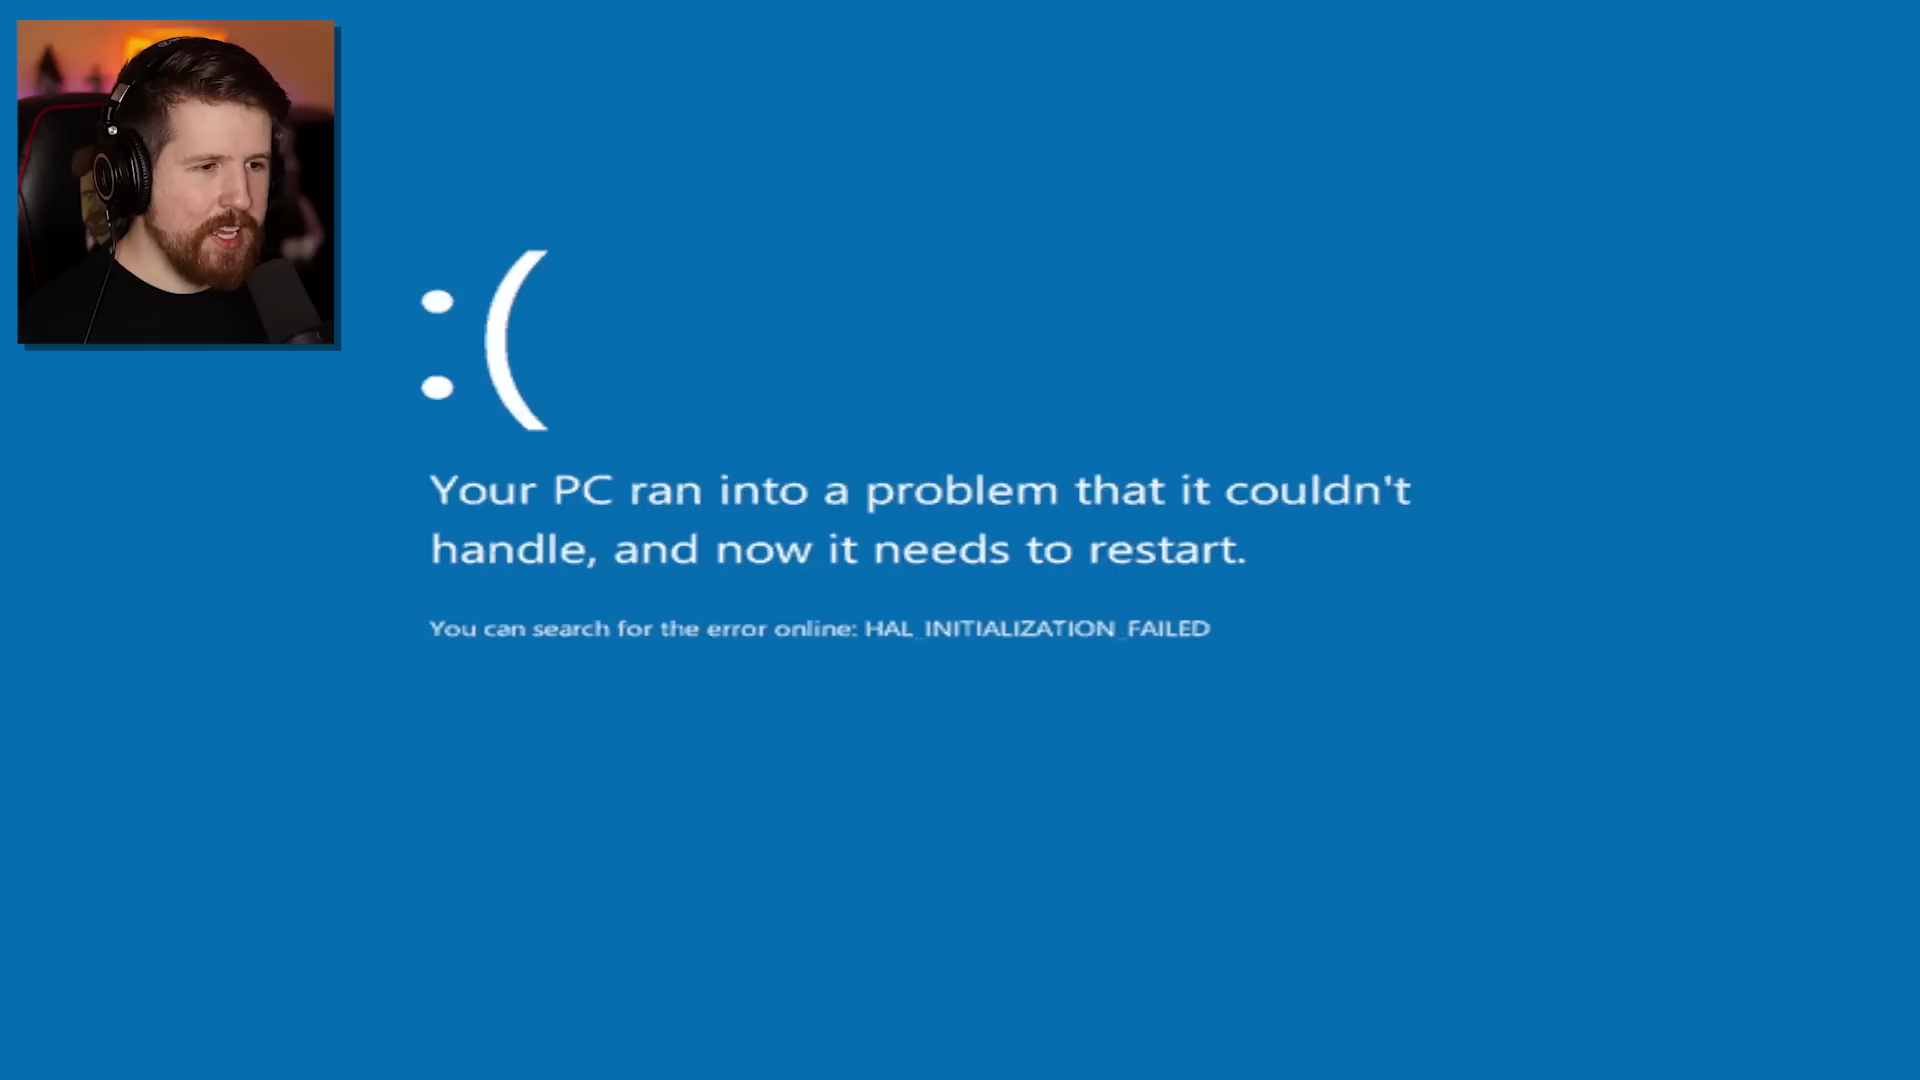 :(
Your PC ran into a problem that it couldn't
handle, and now it needs to restart.
You can search for the error online: HAL_INITIALIZATION_FAILED